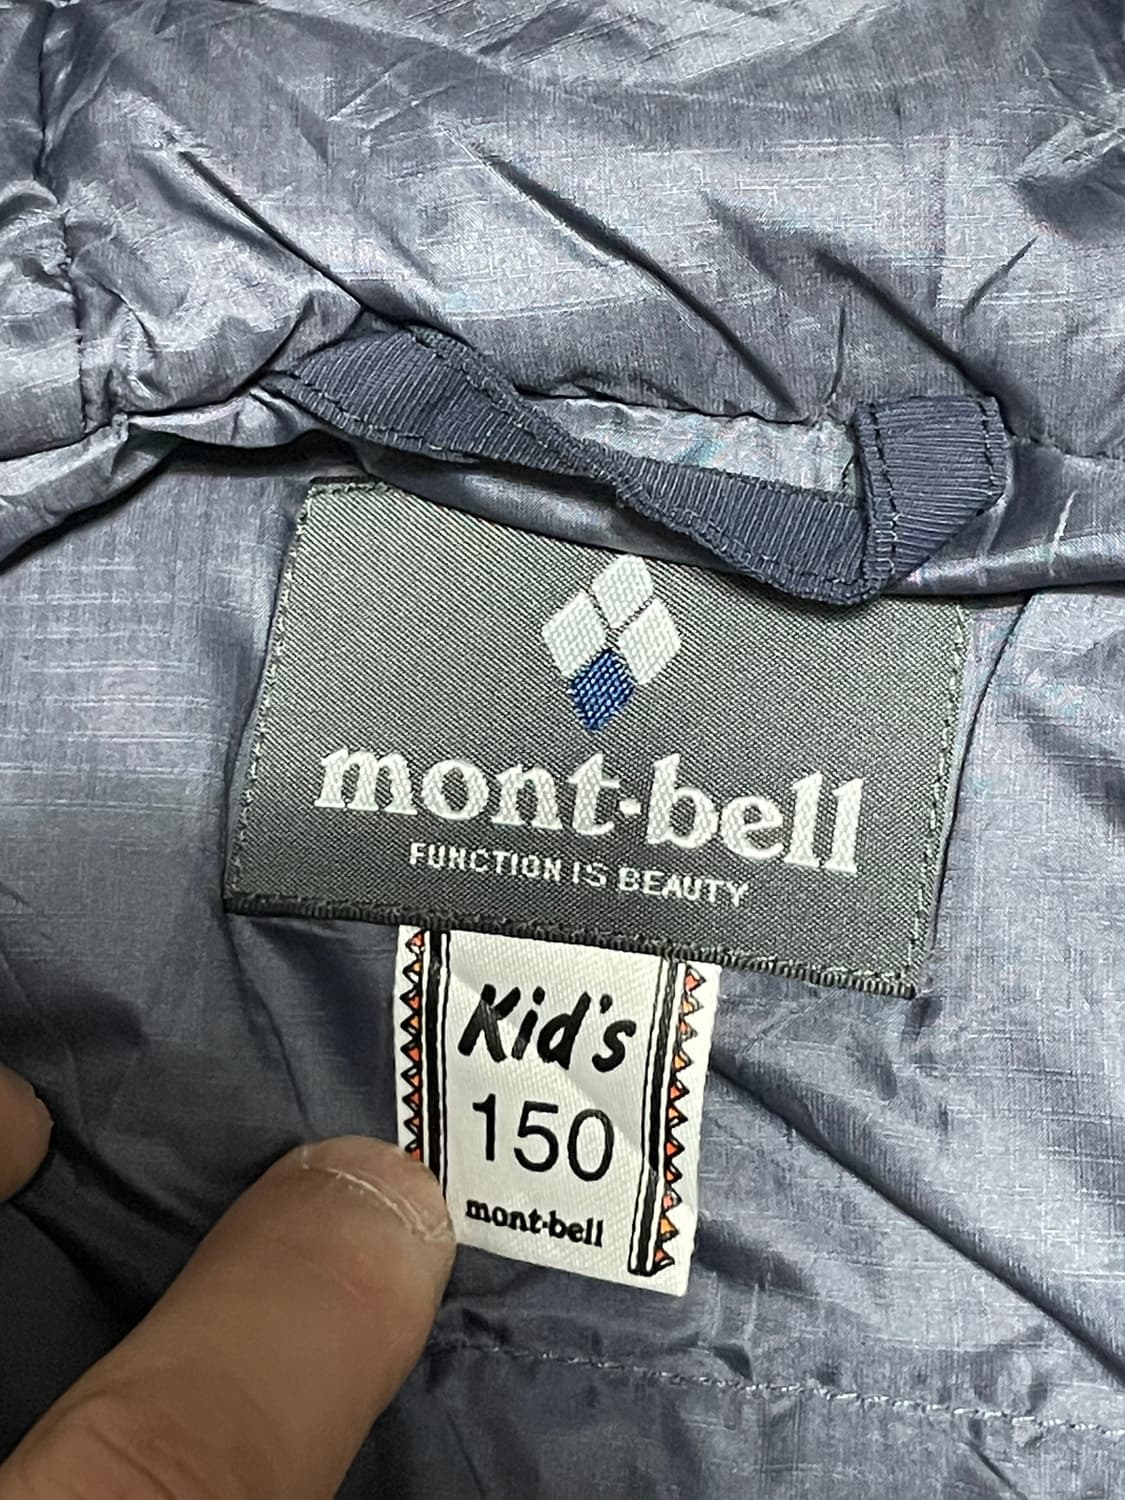 mont-bell
FUNCTION IS BEAUTY
Kid's
150
mont-bell